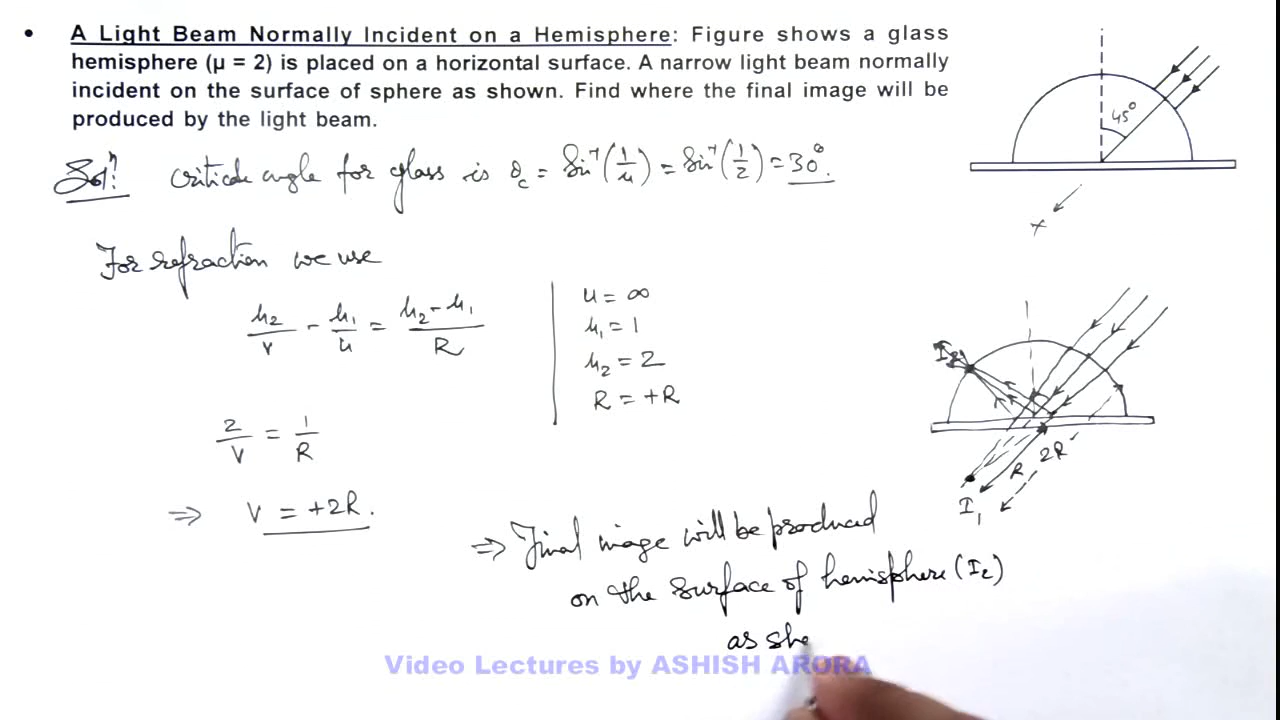 • A Light Beam Normally Incident on a Hemisphere: Figure shows a glass
hemisphere (μ = 2) is placed on a horizontal surface. A narrow light beam normally
incident on the surface of sphere as shown. Find where the final image will be
produced by the light beam.
45°
Solⁿ: Critical angle for glass is θc = Sin⁻¹(1/μ) = Sin⁻¹(1/2) = 30°.
x
For refraction we use
μ2/v - μ1/u = (μ2 - μ1)/R
u = ∞
μ1 = 1
μ2 = 2
R = +R
I2
2/v = 1/R
R 2R
I1
⇒ v = +2R.
⇒ Final image will be produced
on the surface of hemisphere (I2)
as sho
Video Lectures by ASHISH ARORA